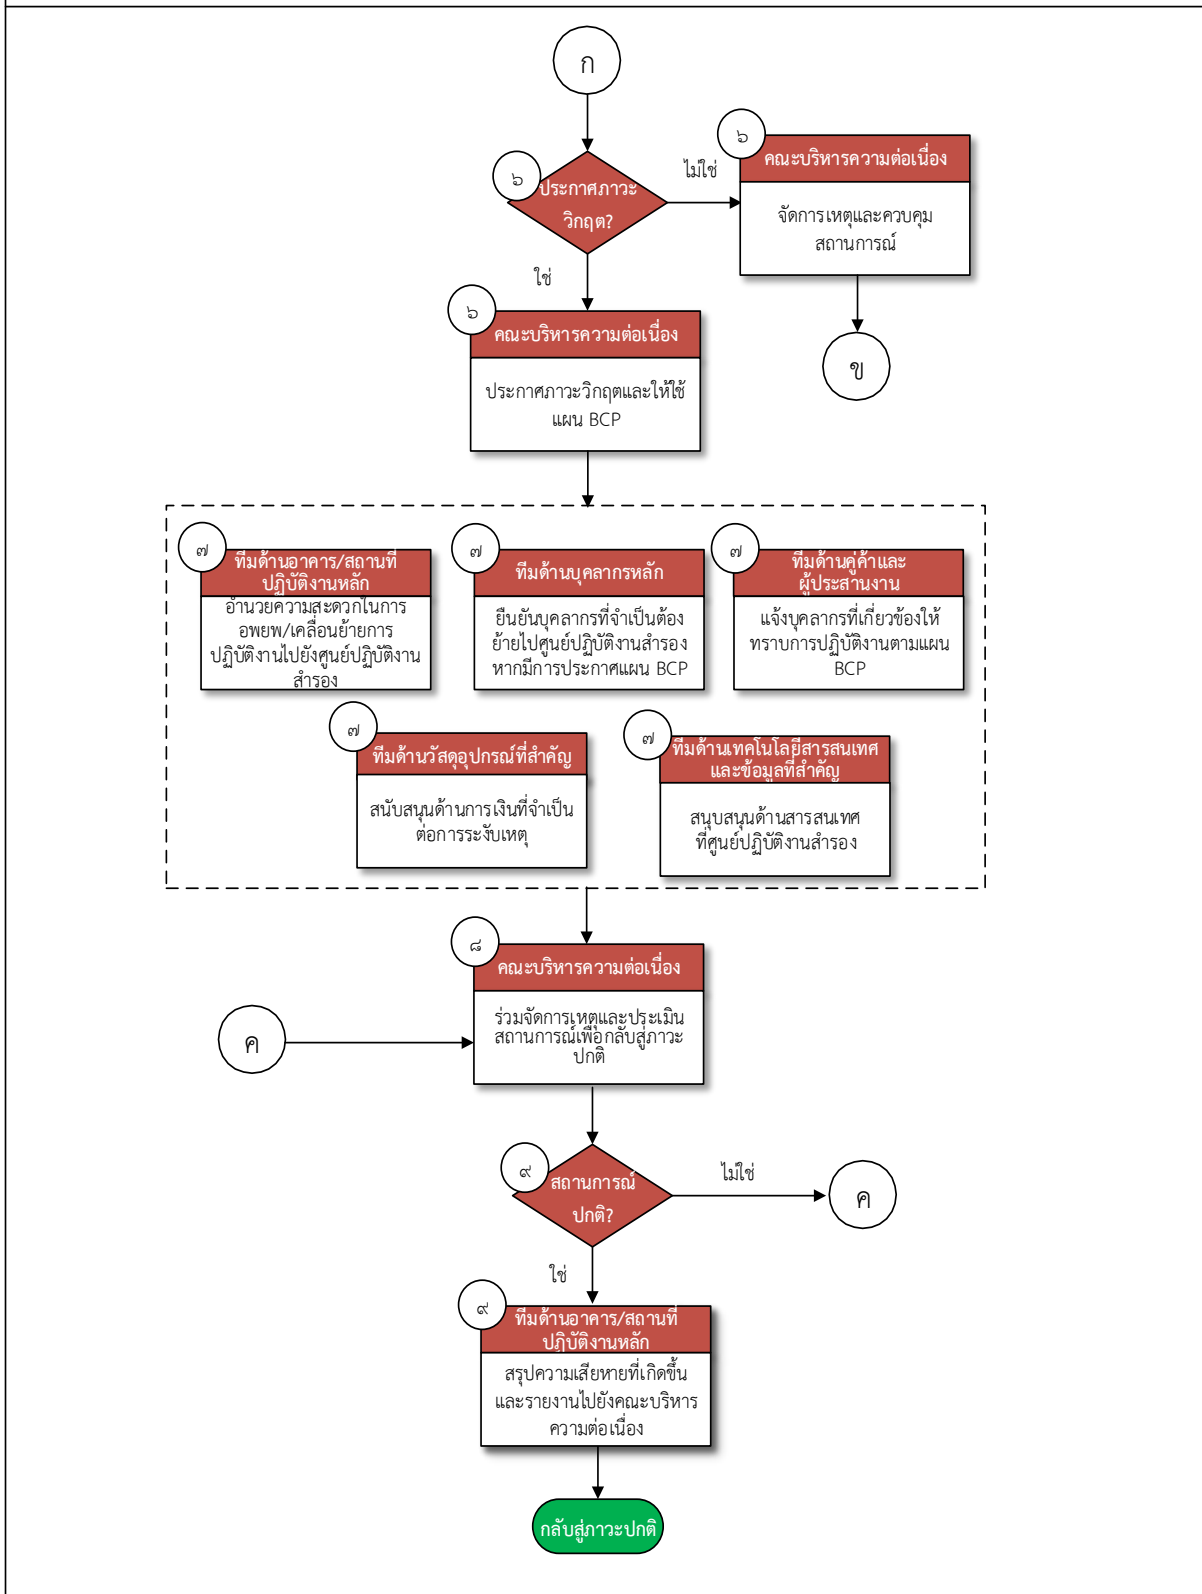 ก
๖
ประกาศภาวะ
วิกฤต?
ไม่ใช่
๖
คณะบริหารความต่อเนื่อง
จัดการเหตุและควบคุม
สถานการณ์
ข
ใช่
๖
คณะบริหารความต่อเนื่อง
ประกาศภาวะวิกฤตและให้ใช้
แผน BCP
๗
ทีมด้านอาคาร/สถานที่
ปฏิบัติงานหลัก
อำนวยความสะดวกในการ
อพยพ/เคลื่อนย้ายการ
ปฏิบัติงานไปยังศูนย์ปฏิบัติงาน
สำรอง
๗
ทีมด้านบุคลากรหลัก
ยืนยันบุคลากรที่จำเป็นต้อง
ย้ายไปศูนย์ปฏิบัติงานสำรอง
หากมีการประกาศแผน BCP
๗
ทีมด้านคู่ค้าและ
ผู้ประสานงาน
แจ้งบุคลากรที่เกี่ยวข้องให้
ทราบการปฏิบัติงานตามแผน
BCP
๗
ทีมด้านวัสดุอุปกรณ์ที่สำคัญ
สนับสนุนด้านการเงินที่จำเป็น
ต่อการระงับเหตุ
๗
ทีมด้านเทคโนโลยีสารสนเทศ
และข้อมูลที่สำคัญ
สนุบสนุนด้านสารสนเทศ
ที่ศูนย์ปฏิบัติงานสำรอง
๘
คณะบริหารความต่อเนื่อง
ร่วมจัดการเหตุและประเมิน
สถานการณ์เพื่อกลับสู่ภาวะ
ปกติ
ค
๙
สถานการณ์
ปกติ?
ไม่ใช่
ค
ใช่
๙
ทีมด้านอาคาร/สถานที่
ปฏิบัติงานหลัก
สรุปความเสียหายที่เกิดขึ้น
และรายงานไปยังคณะบริหาร
ความต่อเนื่อง
กลับสู่ภาวะปกติ